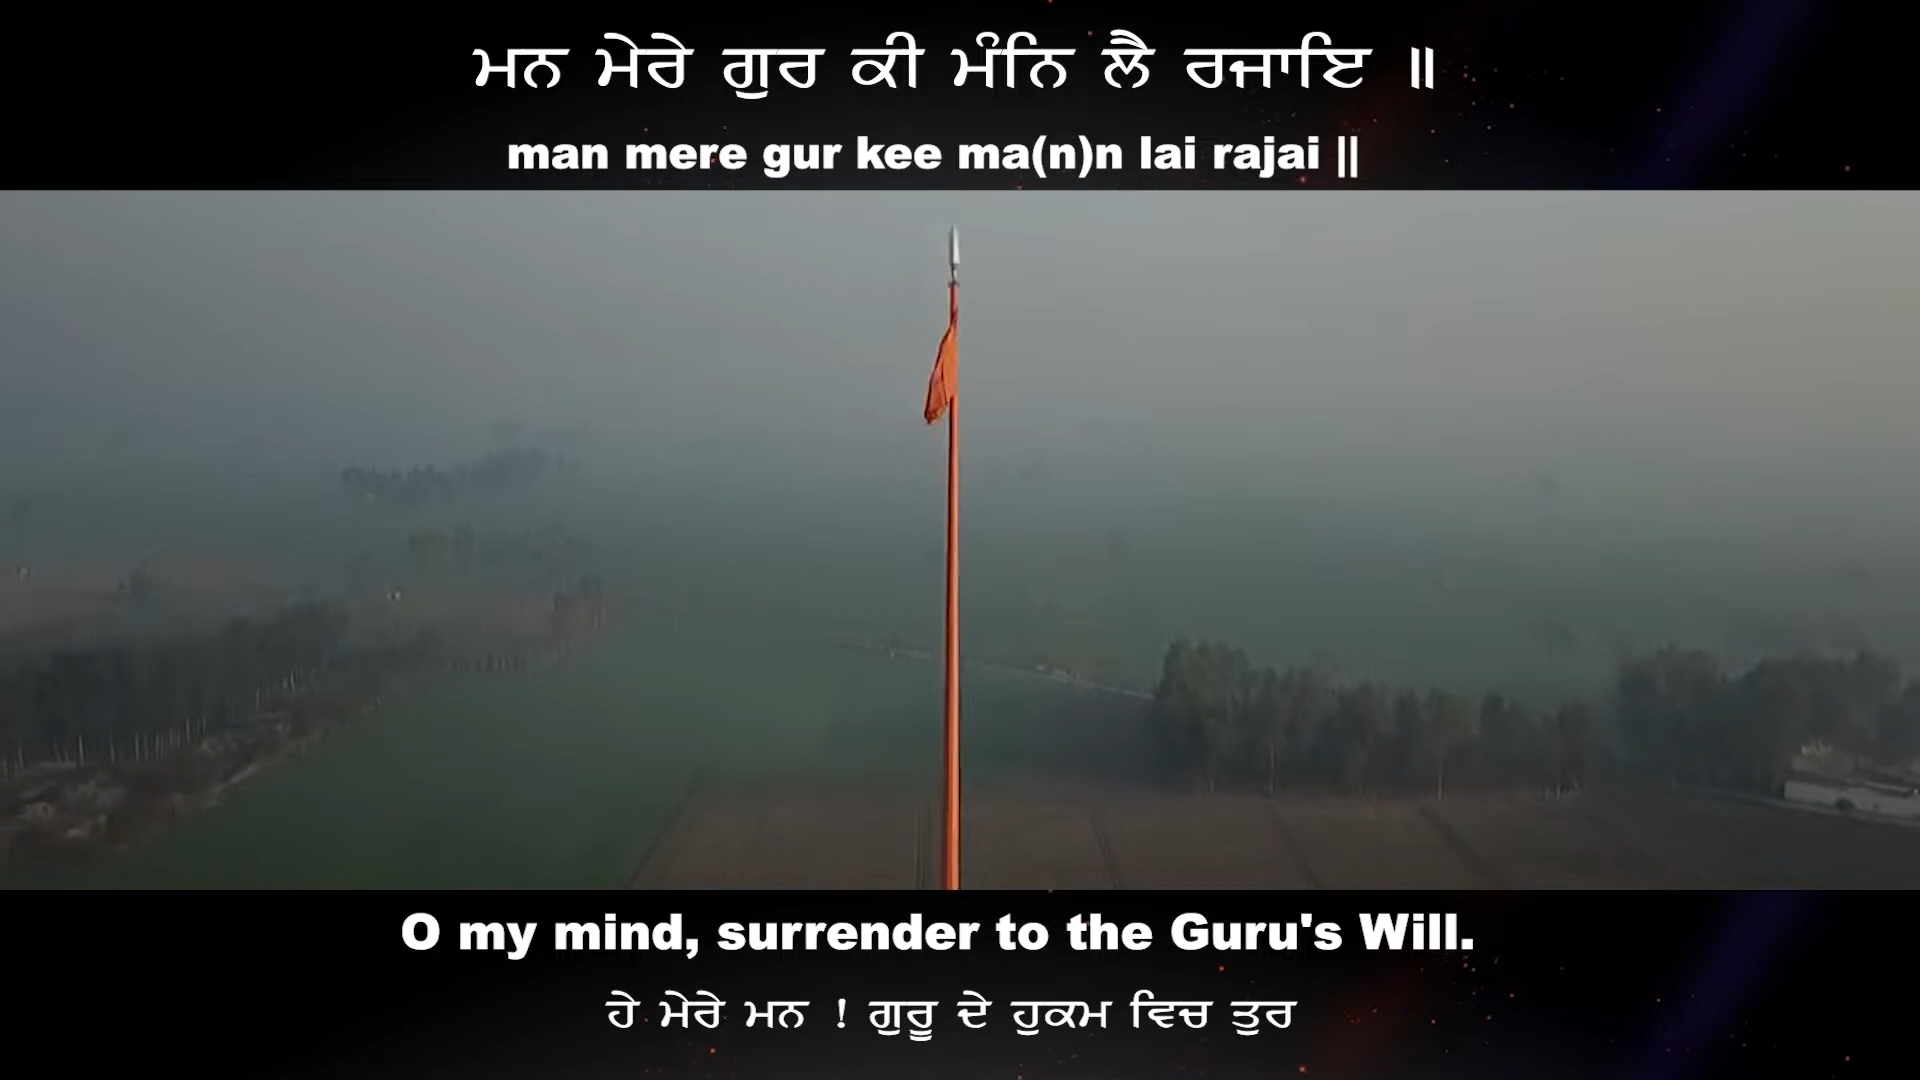 ਮਨ ਮੇਰੇ ਗੁਰ ਕੀ ਮੰਨਿ ਲੈ ਰਜਾਇ ॥
man mere gur kee ma(n)n lai rajai ||
O my mind, surrender to the Guru's Will.
ਹੇ ਮੇਰੇ ਮਨ ! ਗੁਰੂ ਦੇ ਹੁਕਮ ਵਿਚ ਤੁਰ